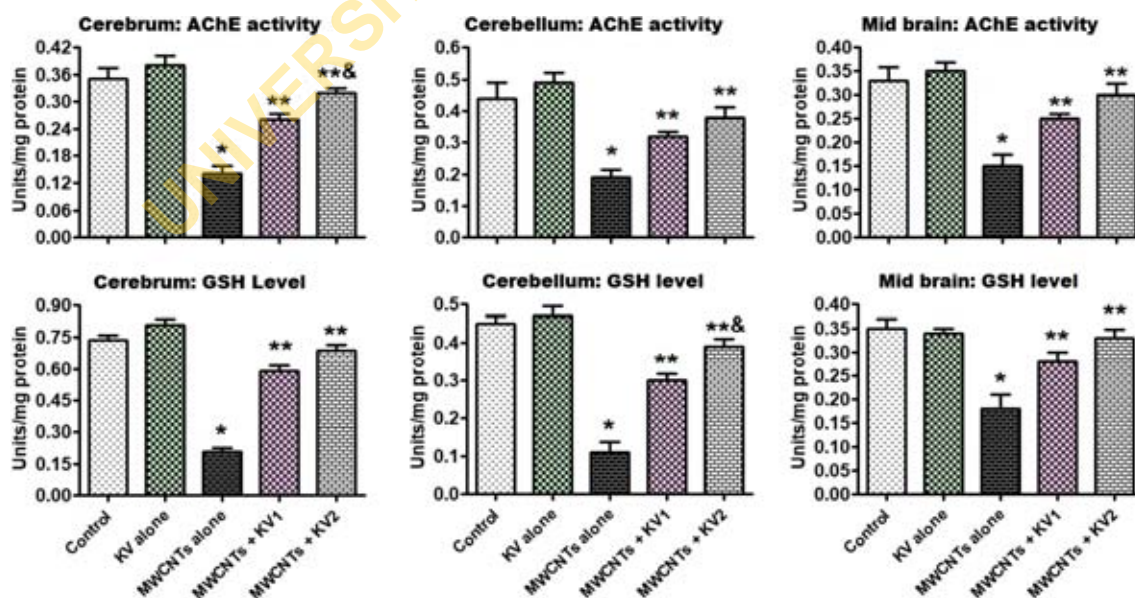 UNIVERSI
Cerebrum: AChE activity
Units/mg protein
0.42
0.36
0.30
0.24
0.18
0.12
0.06
0.00
*
**
**&
Cerebellum: AChE activity
Units/mg protein
0.6
0.5
0.4
0.3
0.2
0.1
0.0
*
**
**
Mid brain: AChE activity
Units/mg protein
0.40
0.35
0.30
0.25
0.20
0.15
0.10
0.05
0.00
*
**
**
Cerebrum: GSH Level
Units/mg protein
0.90
0.75
0.60
0.45
0.30
0.15
0.00
*
**
**
Control
KV alone
MWCNTs alone
MWCNTs + KV1
MWCNTs + KV2
Cerebellum: GSH level
Units/mg protein
0.5
0.4
0.3
0.2
0.1
0.0
*
**
**&
Control
KV alone
MWCNTs alone
MWCNTs + KV1
MWCNTs + KV2
Mid brain: GSH level
Units/mg protein
0.40
0.35
0.30
0.25
0.20
0.15
0.10
0.05
0.00
*
**
**
Control
KV alone
MWCNTs alone
MWCNTs + KV1
MWCNTs + KV2